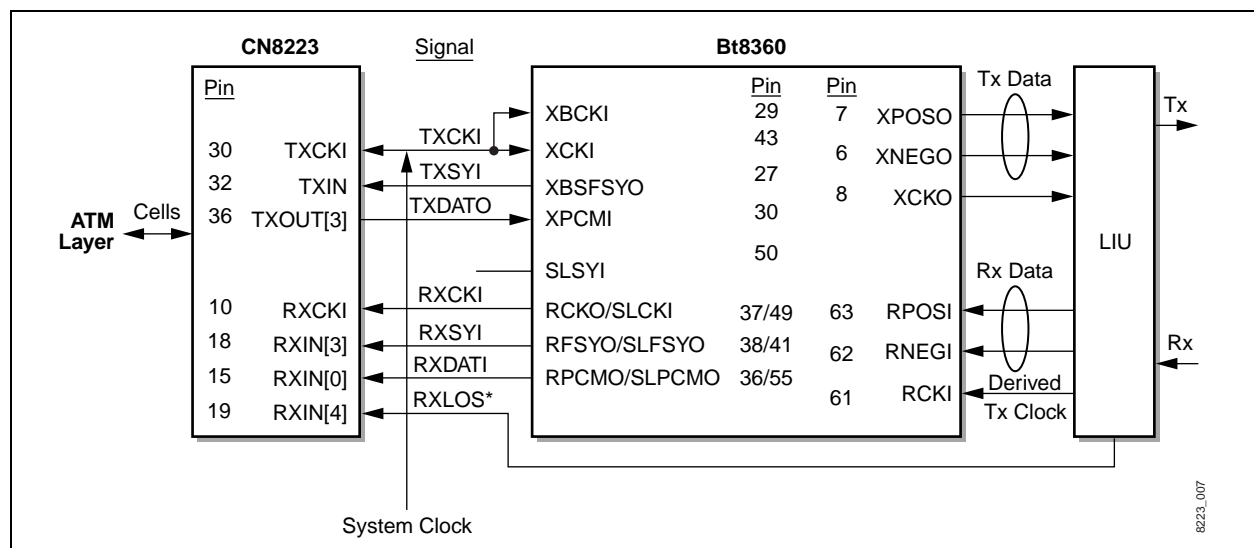 CN8223 Signal Bt8360
Pin Pin Pin Tx Data
XBCKI 29 7 XPOSO Tx
TXCKI 43
30 TXCKI XCKI 6 XNEGO
TXSYI 27
32 TXIN XBSFSYO 8 XCKO
Cells 36 TXOUT[3] TXDATO XPCMI 30
ATM
Layer
LIU
50
SLSYI Rx Data
RXCKI
10 RXCKI RCKO/SLCKI 37/49 63 RPOSI
RXSYI
18 RXIN[3] RFSYO/SLFSYO 38/41 62 RNEGI Rx
RXDATI
15 RXIN[0] RPCMO/SLPCMO 36/55
RXLOS* 61 RCKI Derived
19 RXIN[4] Tx Clock
System Clock
8223_007